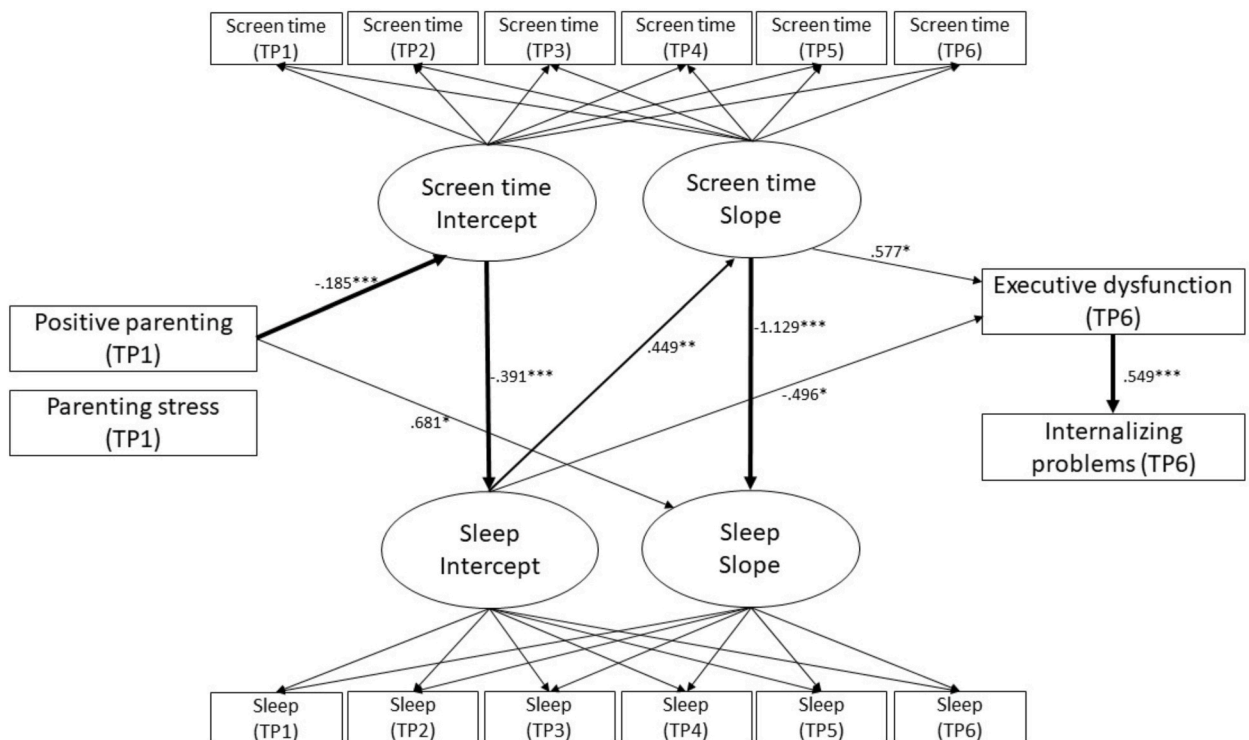 Screen time
(TP1)
Screen time
(TP2)
Screen time
(TP3)
Screen time
(TP4)
Screen time
(TP5)
Screen time
(TP6)
Screen time
Intercept
Screen time
Slope
.577*
-.185***
Executive dysfunction
(TP6)
Positive parenting
(TP1)
-1.129***
.449**
-.391***
.549***
-.496*
Parenting stress
(TP1)
.681*
Internalizing
problems (TP6)
Sleep
Intercept
Sleep
Slope
Sleep
(TP1)
Sleep
(TP2)
Sleep
(TP3)
Sleep
(TP4)
Sleep
(TP5)
Sleep
(TP6)